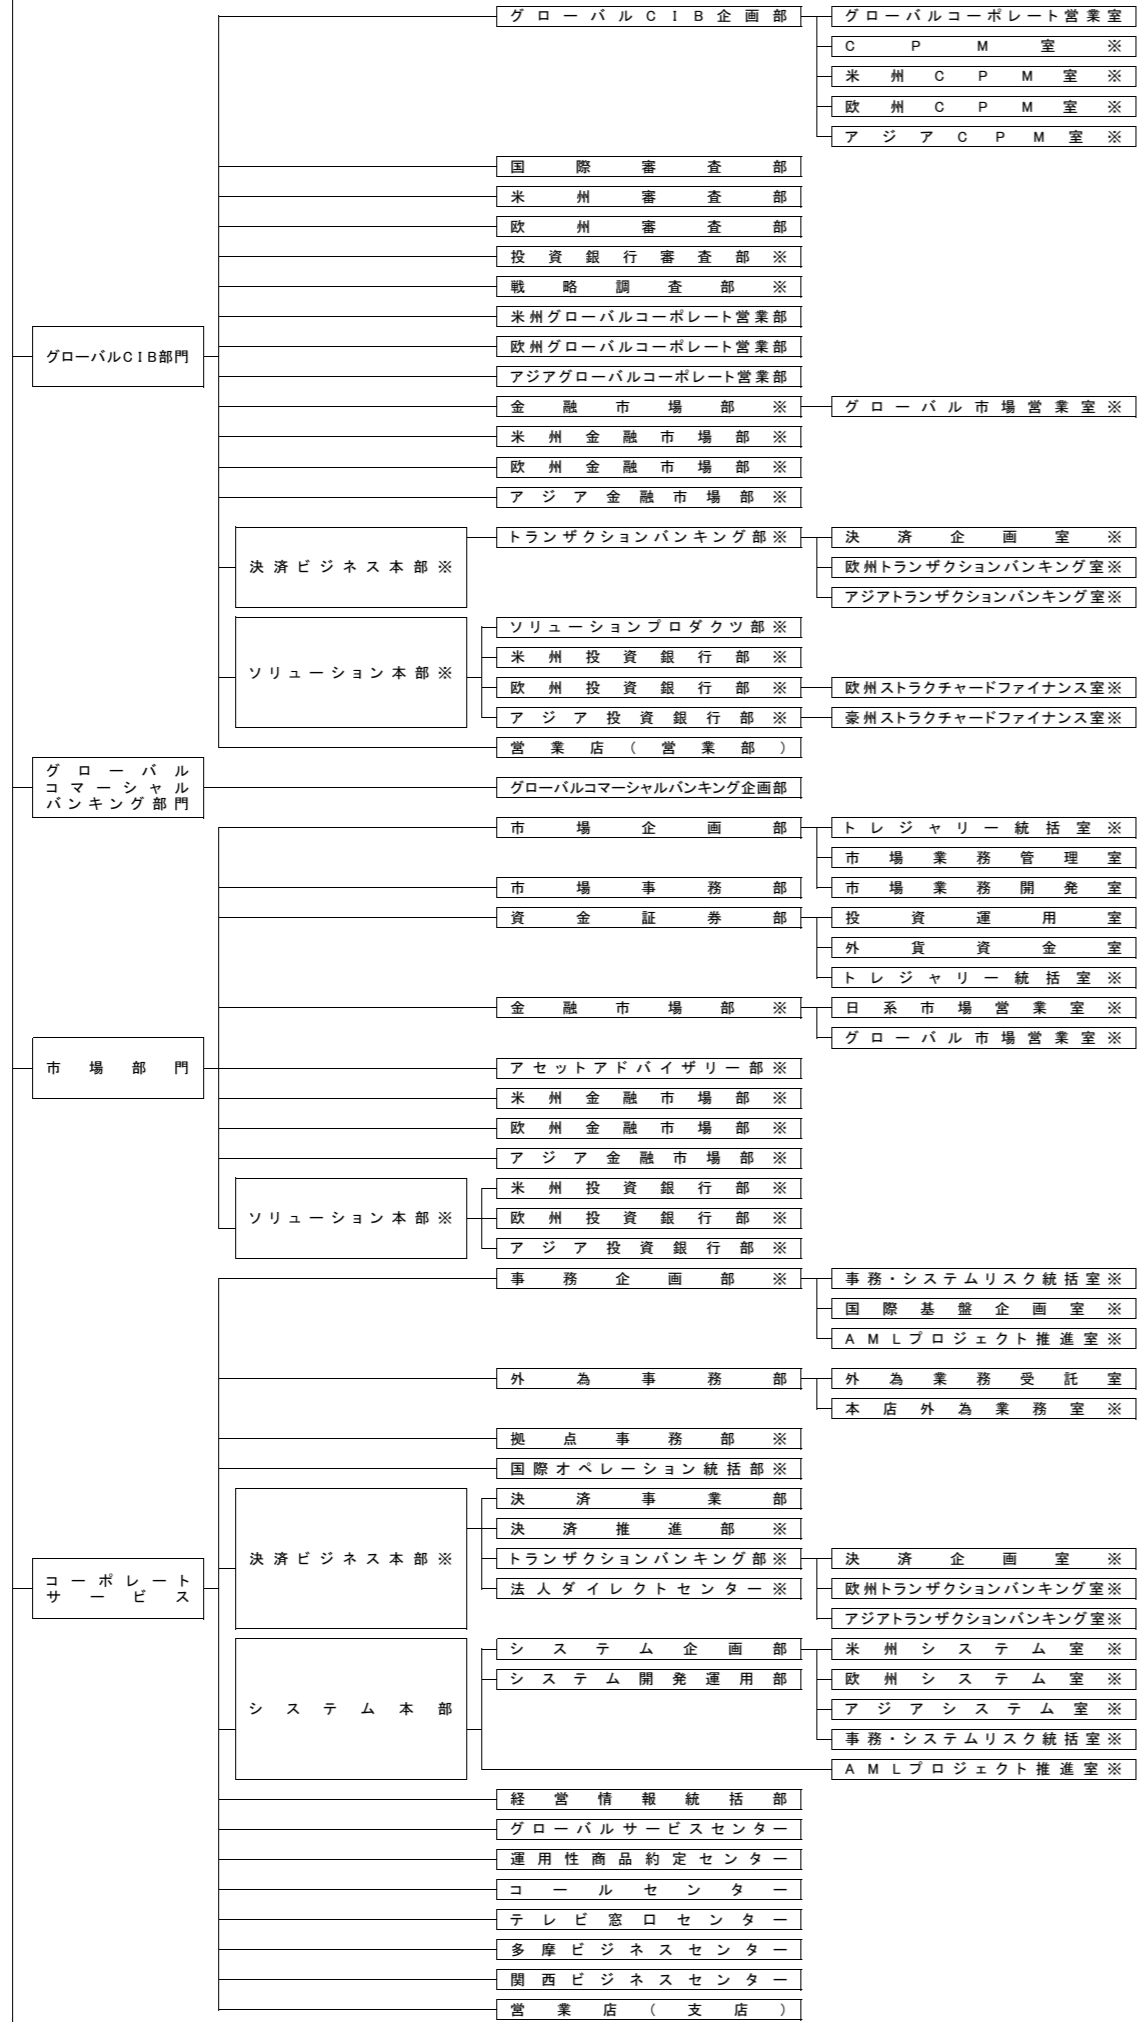 グローバルCIB企画部
グローバルコーポレート営業室
CPM室※
米州CPM室※
欧州CPM室※
アジアCPM室※
国際審査部
米州審査部
欧州審査部
投資銀行審査部※
戦略調査部※
米州グローバルコーポレート営業部
グローバルCIB部門
欧州グローバルコーポレート営業部
アジアグローバルコーポレート営業部
金融市場部※
グローバル市場営業室※
米州金融市場部※
欧州金融市場部※
アジア金融市場部※
決済ビジネス本部※
トランザクションバンキング部※
決済企画室※
欧州トランザクションバンキング室※
アジアトランザクションバンキング室※
ソリューション本部※
ソリューションプロダクツ部※
米州投資銀行部※
欧州投資銀行部※
欧州ストラクチャードファイナンス室※
アジア投資銀行部※
豪州ストラクチャードファイナンス室※
営業店(営業部)
グローバル
コマーシャル
バンキング部門
グローバルコマーシャルバンキング企画部
市場企画部
トレジャリー統括室※
市場業務管理室
市場事務部
市場業務開発室
資金証券部
投資運用室
外貨資金室
トレジャリー統括室※
金融市場部※
日系市場営業室※
グローバル市場営業室※
市場部門
アセットアドバイザリー部※
米州金融市場部※
欧州金融市場部※
アジア金融市場部※
ソリューション本部※
米州投資銀行部※
欧州投資銀行部※
アジア投資銀行部※
事務企画部※
事務・システムリスク統括室※
国際基盤企画室※
AMLプロジェクト推進室※
外為事務部
外為業務受託室
本店外為業務室※
拠点事務部※
国際オペレーション統括部※
コーポレート
サービス
決済ビジネス本部※
決済事業部
決済推進部※
トランザクションバンキング部※
決済企画室※
法人ダイレクトセンター※
欧州トランザクションバンキング室※
アジアトランザクションバンキング室※
システム本部
システム企画部
米州システム室※
システム開発運用部
欧州システム室※
アジアシステム室※
事務・システムリスク統括室※
AMLプロジェクト推進室※
経営情報統括部
グローバルサービスセンター
運用性商品約定センター
コールセンター
テレビ窓口センター
多摩ビジネスセンター
関西ビジネスセンター
営業店(支店)